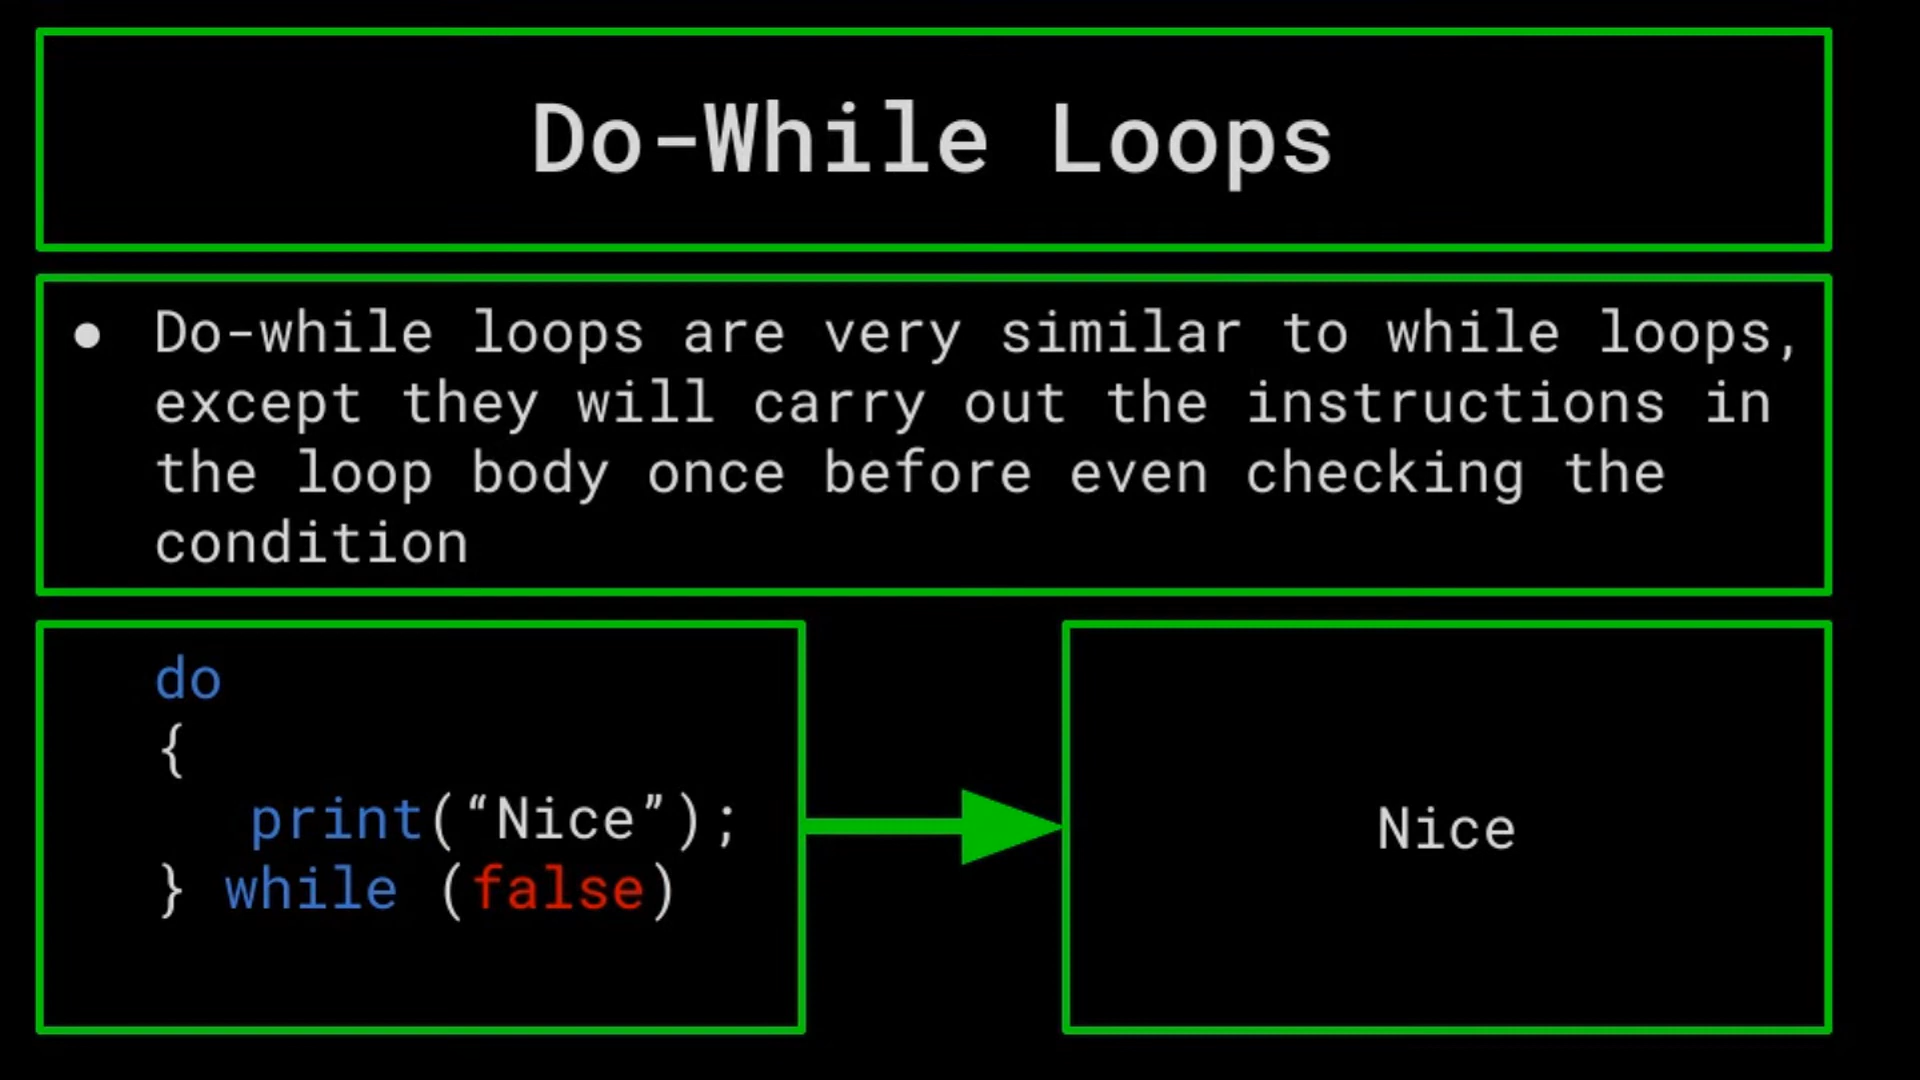 Do-While Loops
● Do-while loops are very similar to while loops,
except they will carry out the instructions in
the loop body once before even checking the
condition
do
{
print(“Nice”);
} while (false)
Nice